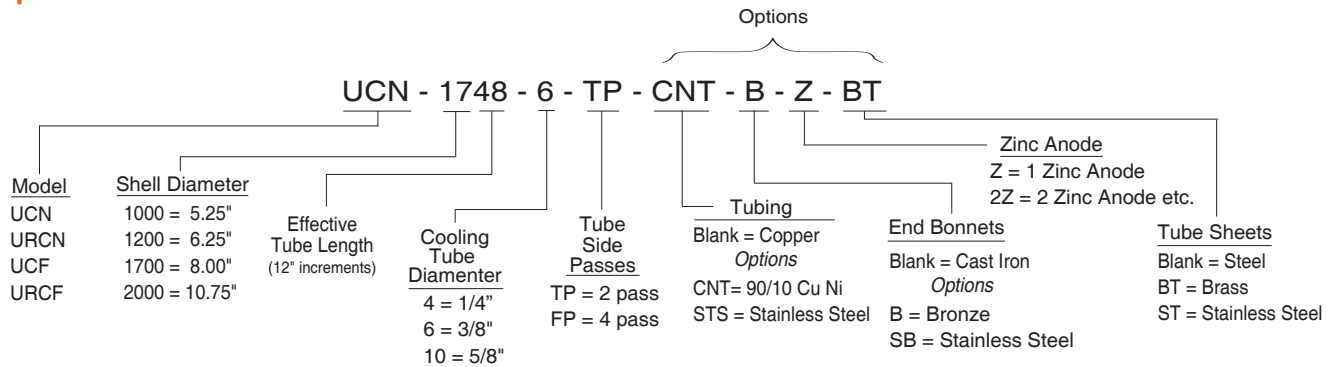 Options
UCN - 1748 - 6 - TP - CNT - B - Z - BT
Model
UCN
URCN
UCF
URCF
Shell Diameter
1000 = 5.25"
1200 = 6.25"
1700 = 8.00"
2000 = 10.75"
Effective
Tube Length
(12" increments)
Cooling
Tube
Diamenter
4 = 1/4”
6 = 3/8"
10 = 5/8"
Tube
Side
Passes
TP = 2 pass
FP = 4 pass
Tubing
Blank = Copper
Options
CNT= 90/10 Cu Ni
STS = Stainless Steel
End Bonnets
Blank = Cast Iron
Options
B = Bronze
SB = Stainless Steel
Zinc Anode
Z = 1 Zinc Anode
2Z = 2 Zinc Anode etc.
Tube Sheets
Blank = Steel
BT = Brass
ST = Stainless Steel